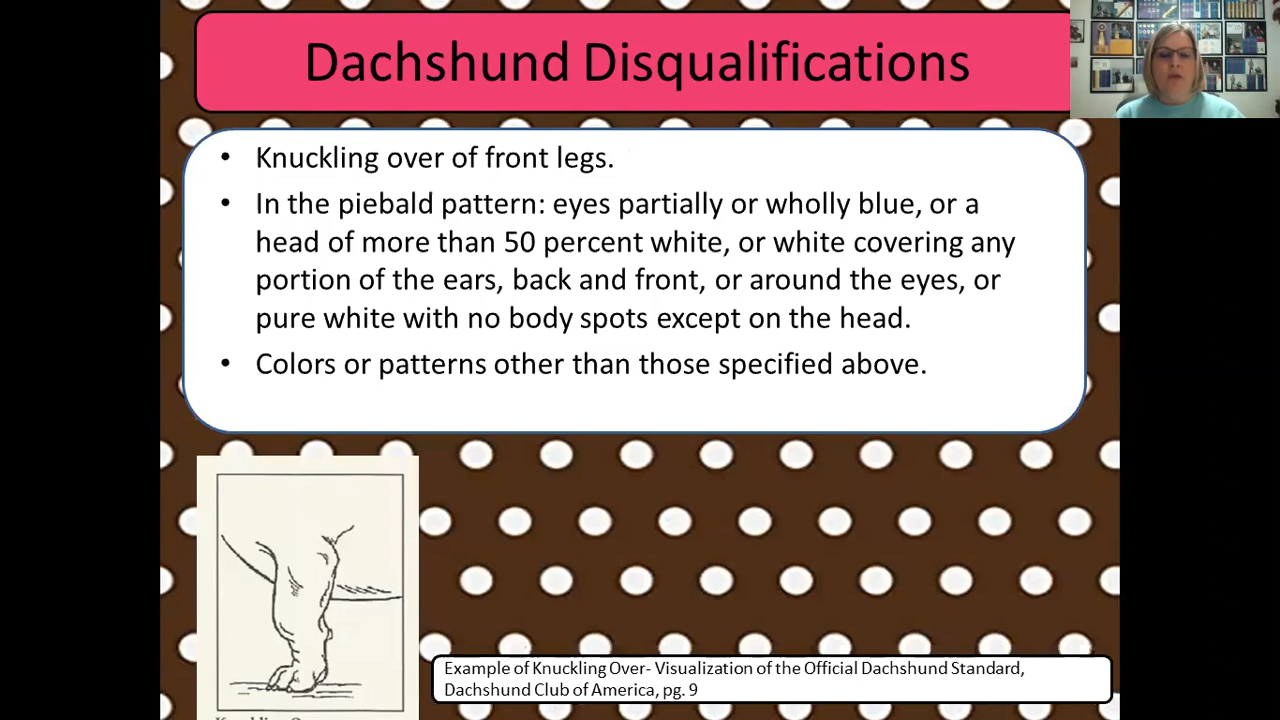 Dachshund Disqualifications
• Knuckling over of front legs.
• In the piebald pattern: eyes partially or wholly blue, or a
head of more than 50 percent white, or white covering any
portion of the ears, back and front, or around the eyes, or
pure white with no body spots except on the head.
• Colors or patterns other than those specified above.
Example of Knuckling Over- Visualization of the Official Dachshund Standard,
Dachshund Club of America, pg. 9